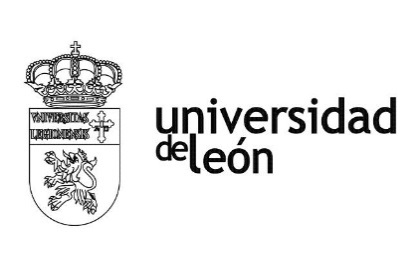 VNIVERSITAS
LEGIONENSIS
universidad
de león